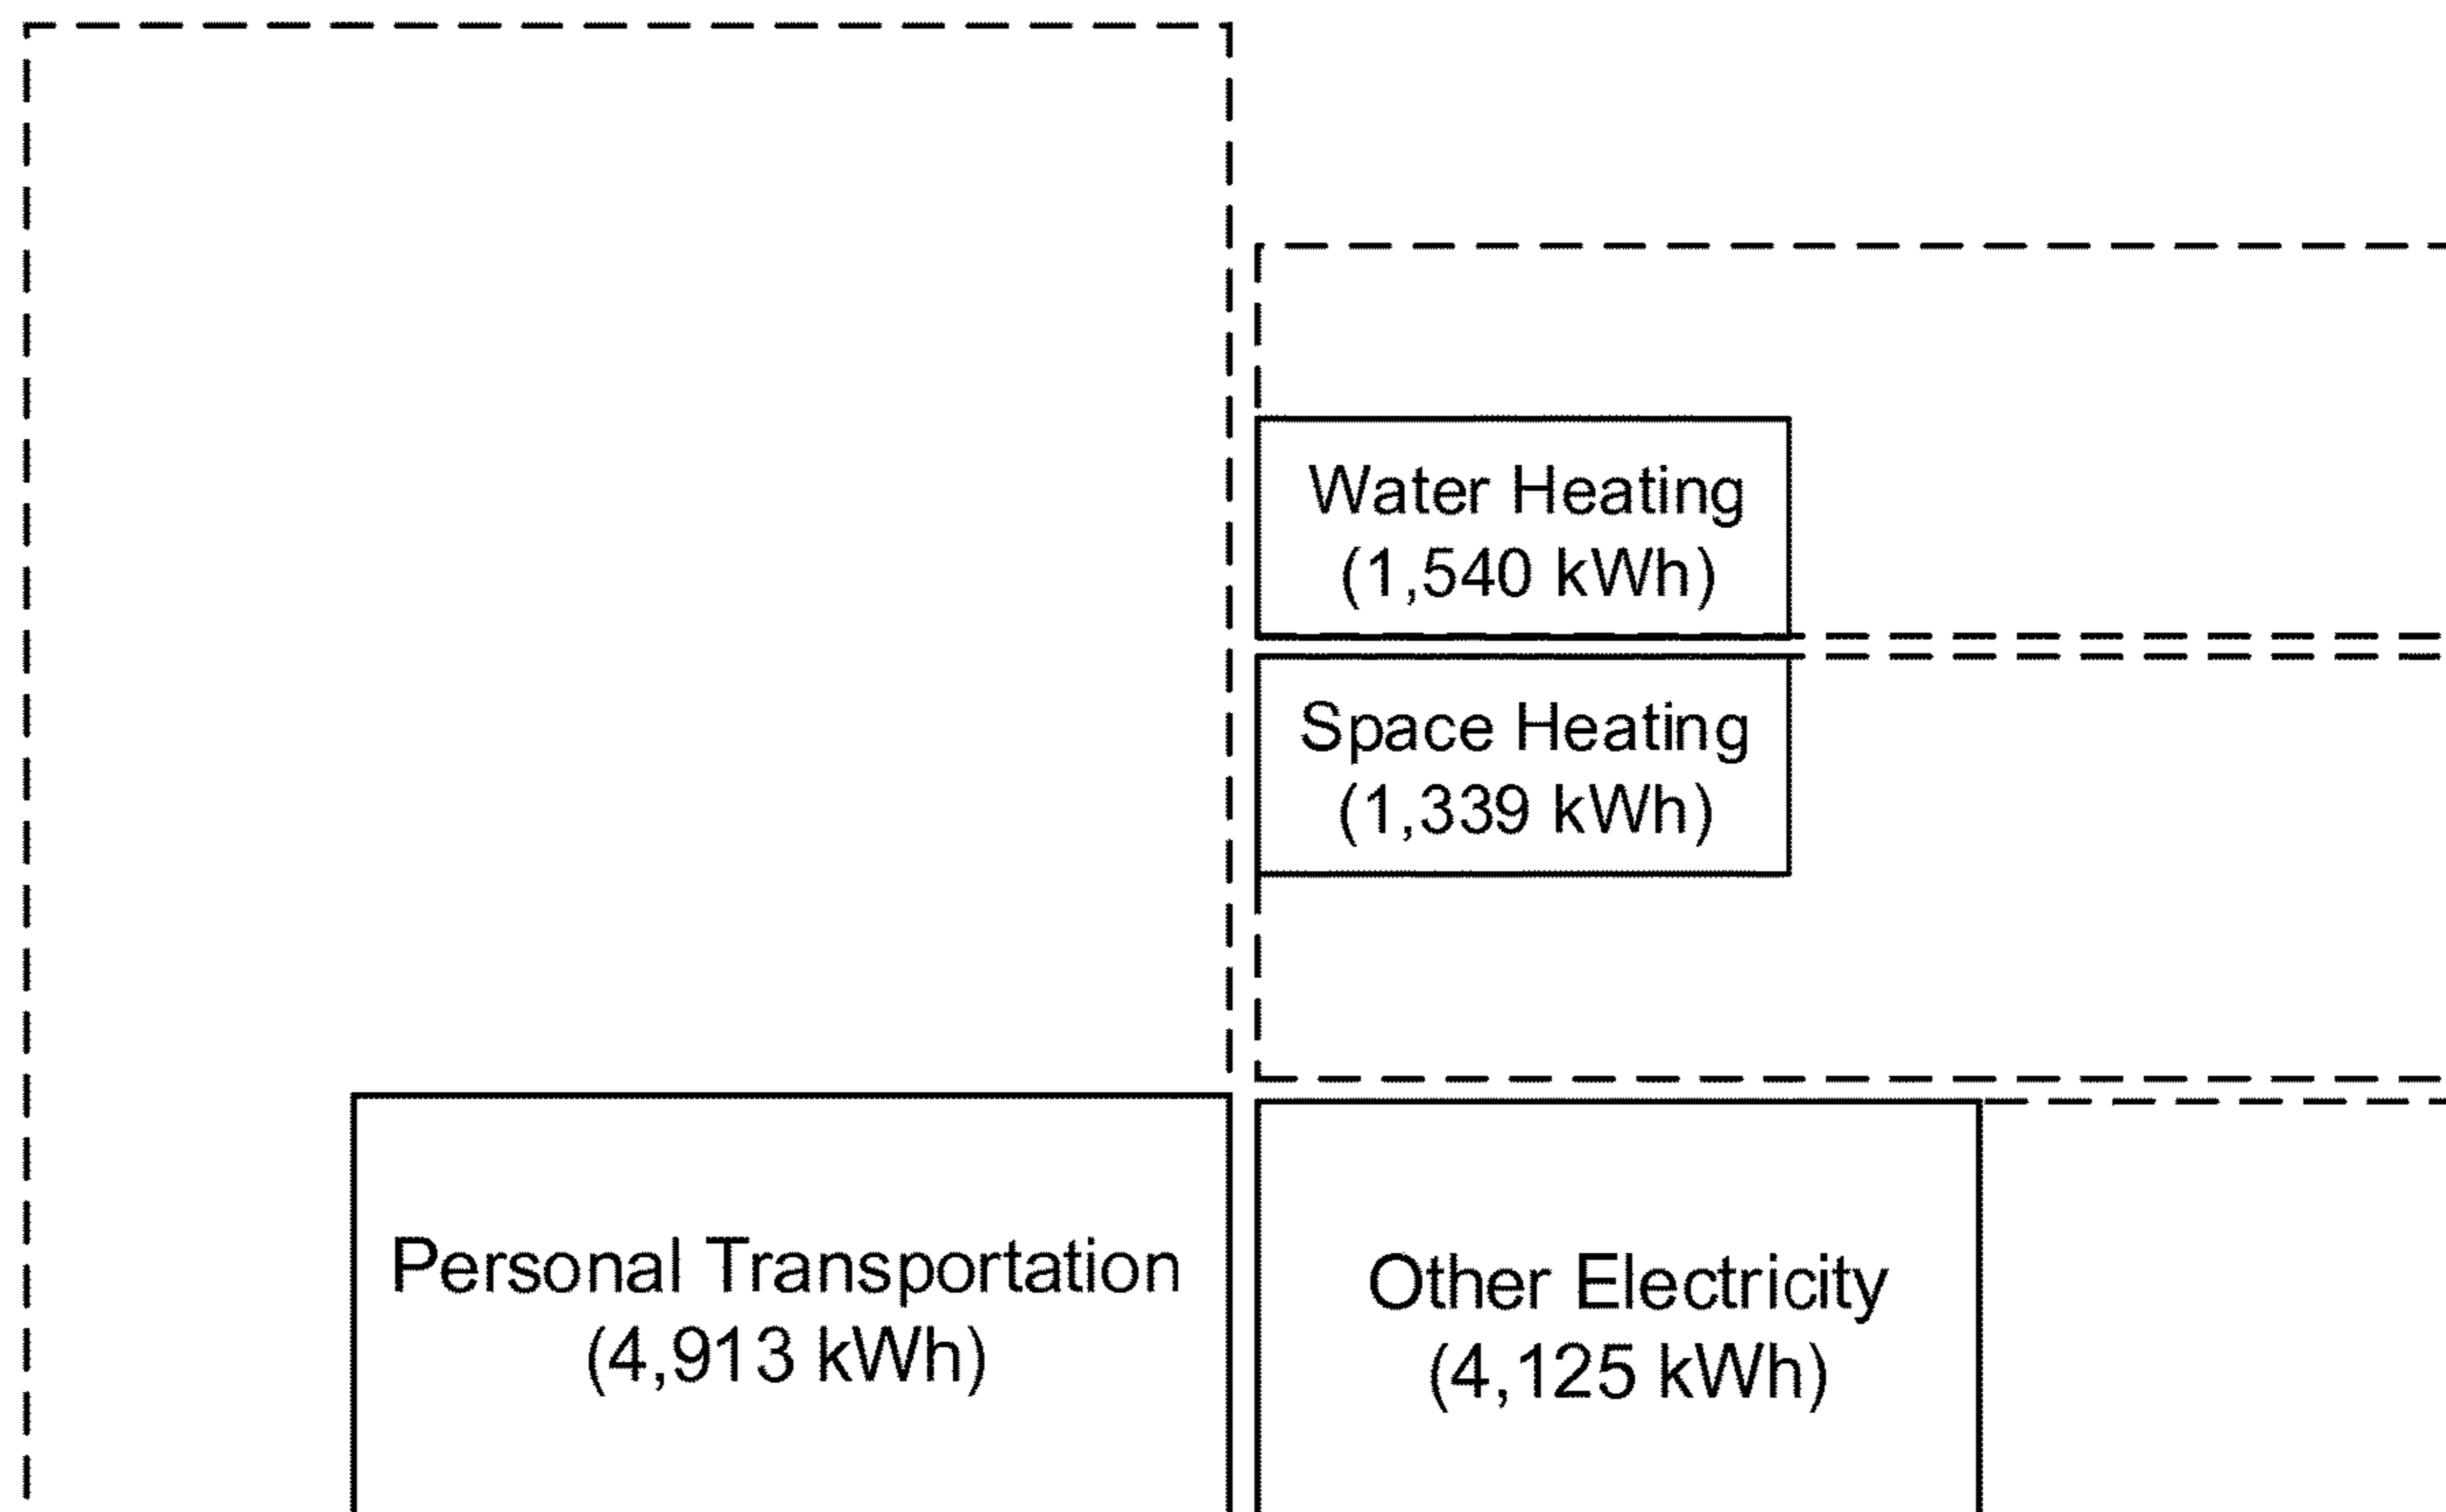 Water Heating
(1,540 kWh)
Space Heating
(1,339 kWh)
Personal Transportation
(4,913 kWh)
Other Electricity
(4,125 kWh)